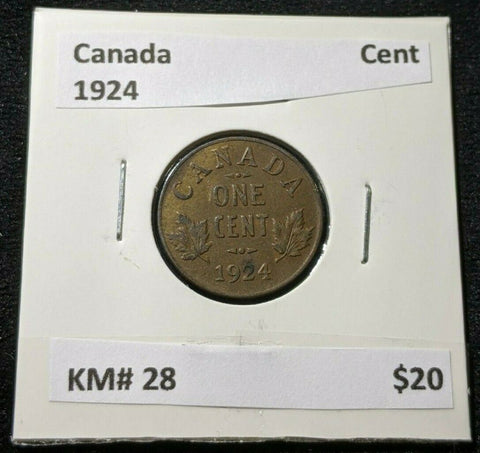 Canada Cent
1924
CANADA
ONE
CENT
1924
KM# 28 $20